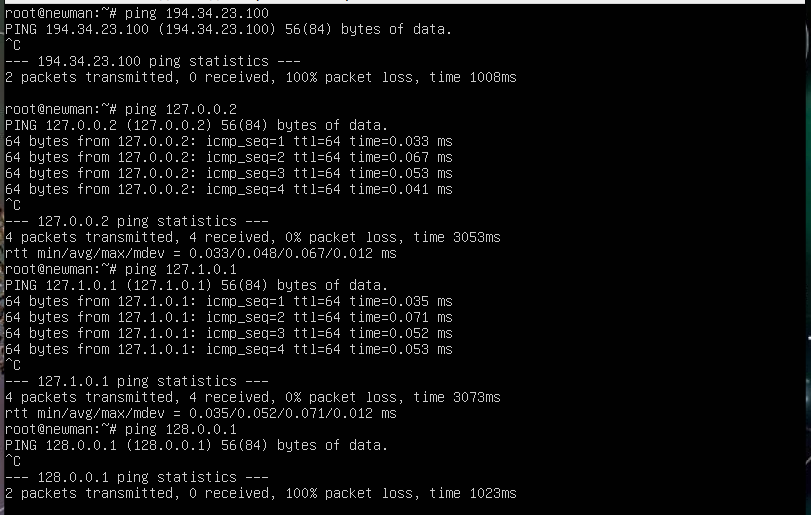 root@newman:~# ping 194.34.23.100
PING 194.34.23.100 (194.34.23.100) 56(84) bytes of data.
^C
--- 194.34.23.100 ping statistics ---
2 packets transmitted, 0 received, 100% packet loss, time 1008ms
root@newman:~# ping 127.0.0.2
PING 127.0.0.2 (127.0.0.2) 56(84) bytes of data.
64 bytes from 127.0.0.2: icmp_seq=1 ttl=64 time=0.033 ms
64 bytes from 127.0.0.2: icmp_seq=2 ttl=64 time=0.067 ms
64 bytes from 127.0.0.2: icmp_seq=3 ttl=64 time=0.053 ms
64 bytes from 127.0.0.2: icmp_seq=4 ttl=64 time=0.041 ms
^C
--- 127.0.0.2 ping statistics ---
4 packets transmitted, 4 received, 0% packet loss, time 3053ms
rtt min/avg/max/mdev = 0.033/0.048/0.067/0.012 ms
root@newman:~# ping 127.1.0.1
PING 127.1.0.1 (127.1.0.1) 56(84) bytes of data.
64 bytes from 127.1.0.1: icmp_seq=1 ttl=64 time=0.035 ms
64 bytes from 127.1.0.1: icmp_seq=2 ttl=64 time=0.071 ms
64 bytes from 127.1.0.1: icmp_seq=3 ttl=64 time=0.052 ms
64 bytes from 127.1.0.1: icmp_seq=4 ttl=64 time=0.053 ms
^C
--- 127.1.0.1 ping statistics ---
4 packets transmitted, 4 received, 0% packet loss, time 3073ms
rtt min/avg/max/mdev = 0.035/0.052/0.071/0.012 ms
root@newman:~# ping 128.0.0.1
PING 128.0.0.1 (128.0.0.1) 56(84) bytes of data.
^C
--- 128.0.0.1 ping statistics ---
2 packets transmitted, 0 received, 100% packet loss, time 1023ms